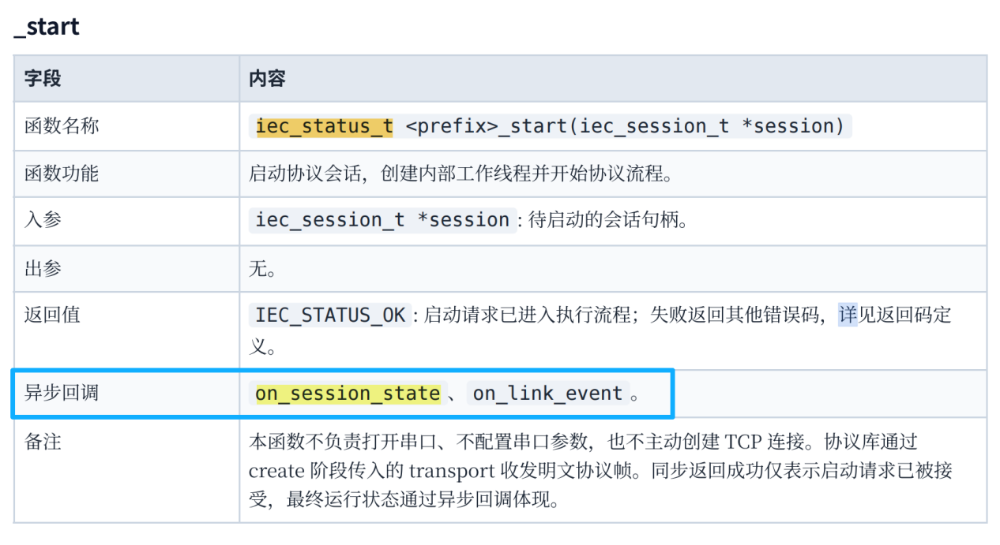 _start
字段 内容
函数名称 iec_status_t <prefix>_start(iec_session_t *session)
函数功能 启动协议会话，创建内部工作线程并开始协议流程。
入参 iec_session_t *session: 待启动的会话句柄。
出参 无。
返回值 IEC_STATUS_OK: 启动请求已进入执行流程；失败返回其他错误码，详见返回码定
义。
异步回调 on_session_state、on_link_event。
备注 本函数不负责打开串口、不配置串口参数，也不主动创建 TCP 连接。协议库通过
create 阶段传入的 transport 收发明文协议帧。同步返回成功仅表示启动请求已被接
受，最终运行状态通过异步回调体现。